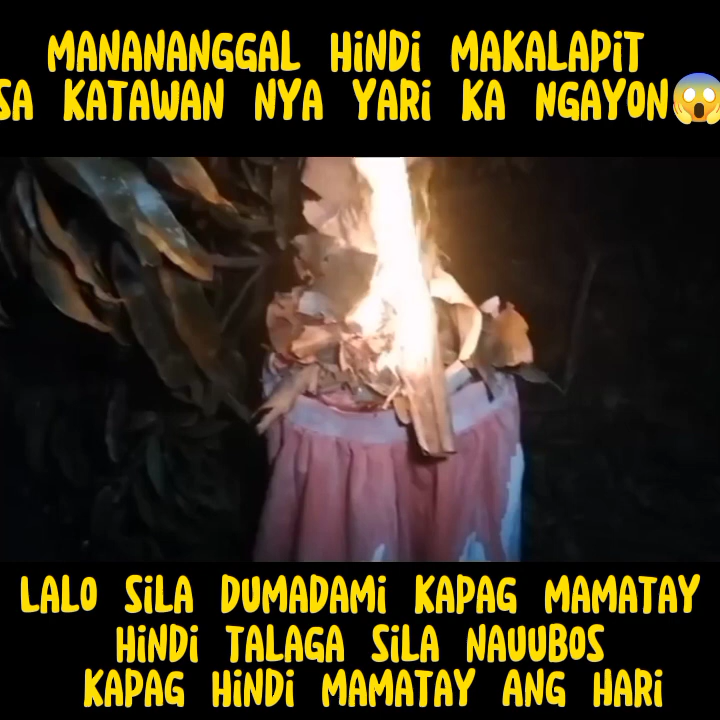 MANANANGGAL HiNDi MAKALAPiT
SA KATAWAN NYA YARi KA NGAYON😱
LALO SiLA DUMADAMi KAPAG MAMATAY
HiNDi TALAGA SiLA NAUUBOS
KAPAG HiNDi MAMATAY ANG HARi